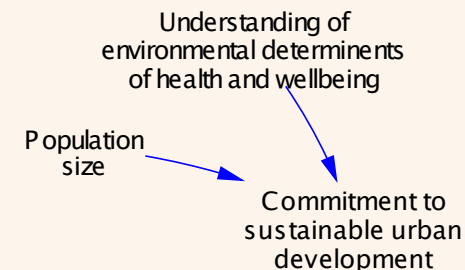 Understanding of
environmental determinents
of health and wellbeing
Population
size
Commitment to
sustainable urban
development